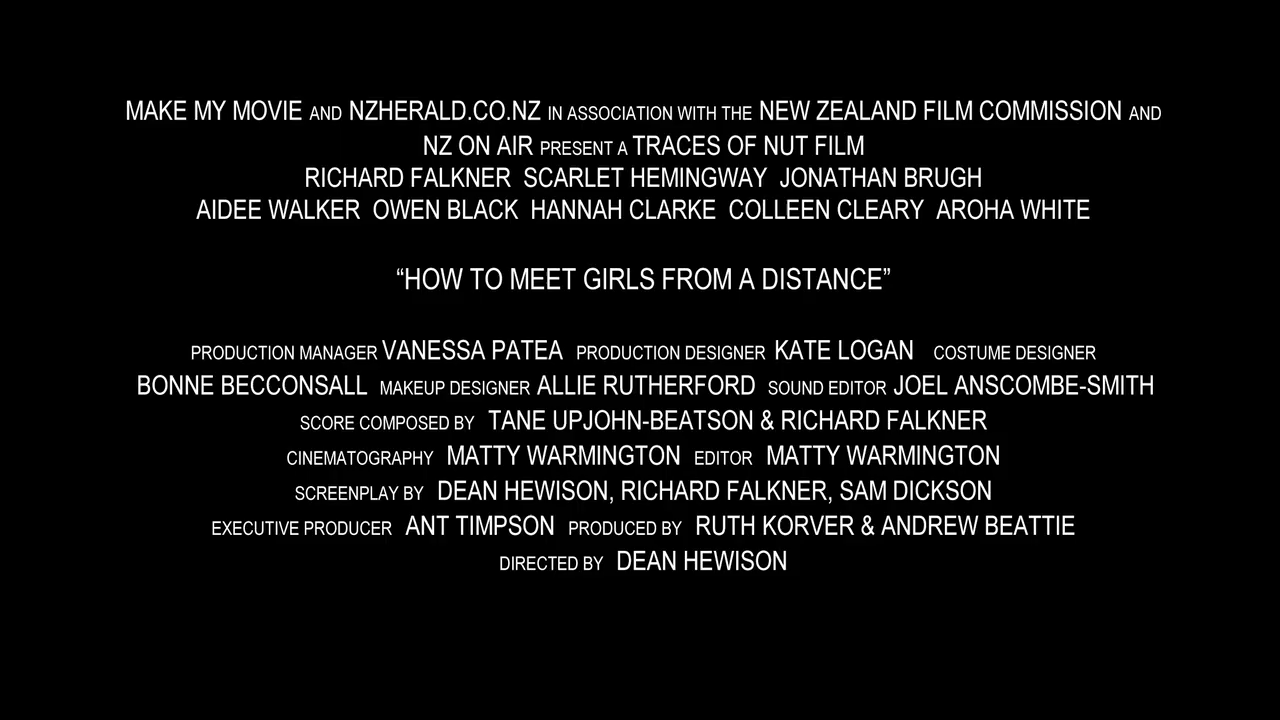 MAKE MY MOVIE AND NZHERALD.CO.NZ IN ASSOCIATION WITH THE NEW ZEALAND FILM COMMISSION AND
NZ ON AIR PRESENT A TRACES OF NUT FILM
RICHARD FALKNER SCARLET HEMINGWAY JONATHAN BRUGH
AIDEE WALKER OWEN BLACK HANNAH CLARKE COLLEEN CLEARY AROHA WHITE
“HOW TO MEET GIRLS FROM A DISTANCE”
PRODUCTION MANAGER VANESSA PATEA PRODUCTION DESIGNER KATE LOGAN COSTUME DESIGNER
BONNE BECCONSALL MAKEUP DESIGNER ALLIE RUTHERFORD SOUND EDITOR JOEL ANSCOMBE-SMITH
SCORE COMPOSED BY TANE UPJOHN-BEATSON & RICHARD FALKNER
CINEMATOGRAPHY MATTY WARMINGTON EDITOR MATTY WARMINGTON
SCREENPLAY BY DEAN HEWISON, RICHARD FALKNER, SAM DICKSON
EXECUTIVE PRODUCER ANT TIMPSON PRODUCED BY RUTH KORVER & ANDREW BEATTIE
DIRECTED BY DEAN HEWISON